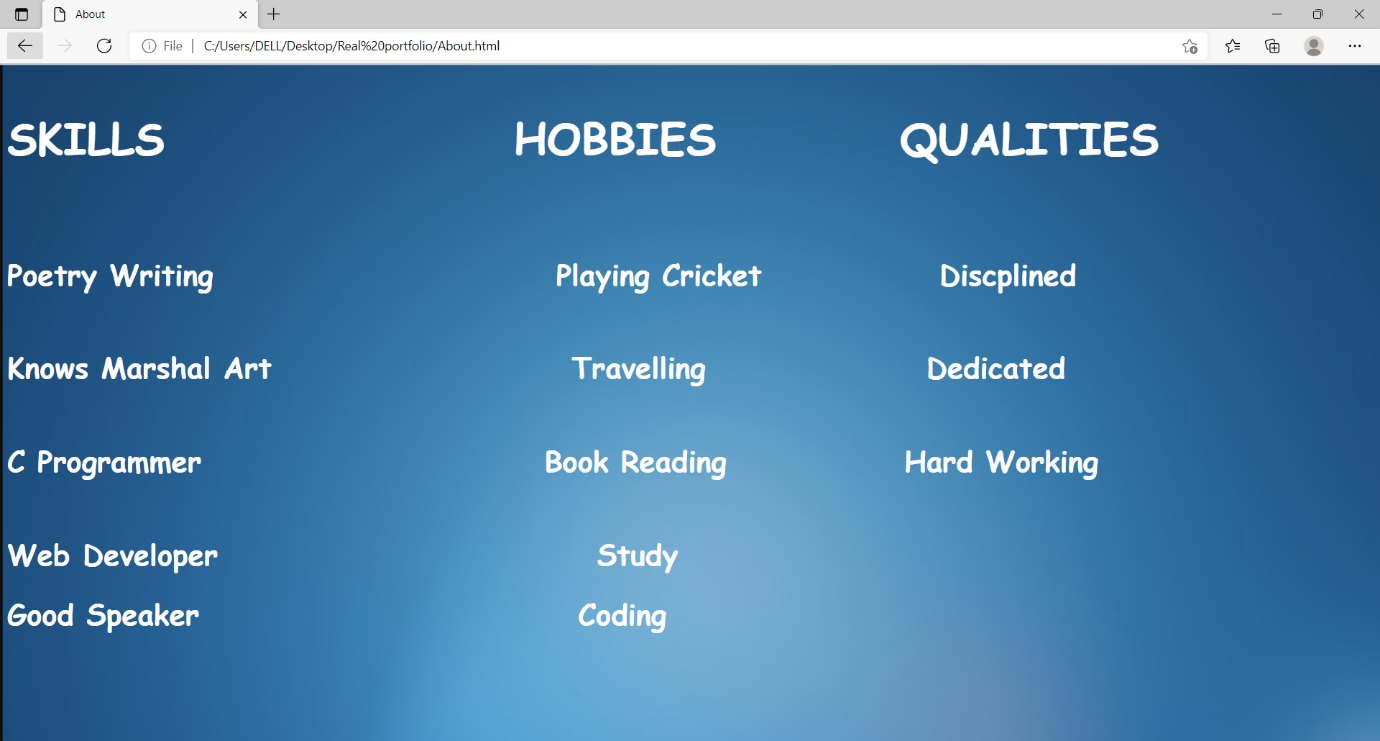 About
File | C:/Users/DELL/Desktop/Real%20portfolio/About.html
SKILLS HOBBIES QUALITIES
Poetry Writing Playing Cricket Discplined
Knows Marshal Art Travelling Dedicated
C Programmer Book Reading Hard Working
Web Developer Study
Good Speaker Coding